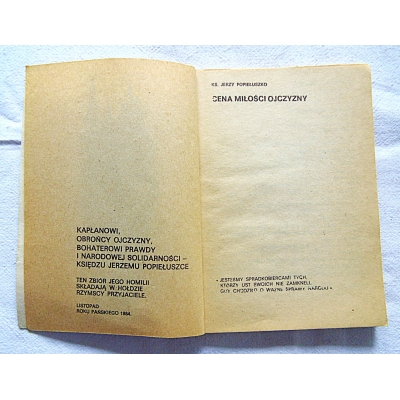 KAPŁANOWI,
OBROŃCY OJCZYZNY,
BOHATEROWI PRAWDY
I NARODOWEJ SOLIDARNOŚCI –
KSIĘDZU JERZEMU POPIEŁUSZCE
TEN ZBIÓR JEGO HOMILII
SKŁADAJĄ W HOŁDZIE
RZYMSCY PRZYJACIELE.
LISTOPAD
ROKU PAŃSKIEGO 1984.
KS. JERZY POPIEŁUSZKO
CENA MIŁOŚCI OJCZYZNY
« JESTEŚMY SPADKOBIERCAMI TYCH,
KTÓRZY UST SWOICH NIE ZAMKNĘLI,
GDY CHODZIŁO O WAŻNE SPRAWY NARODU ».